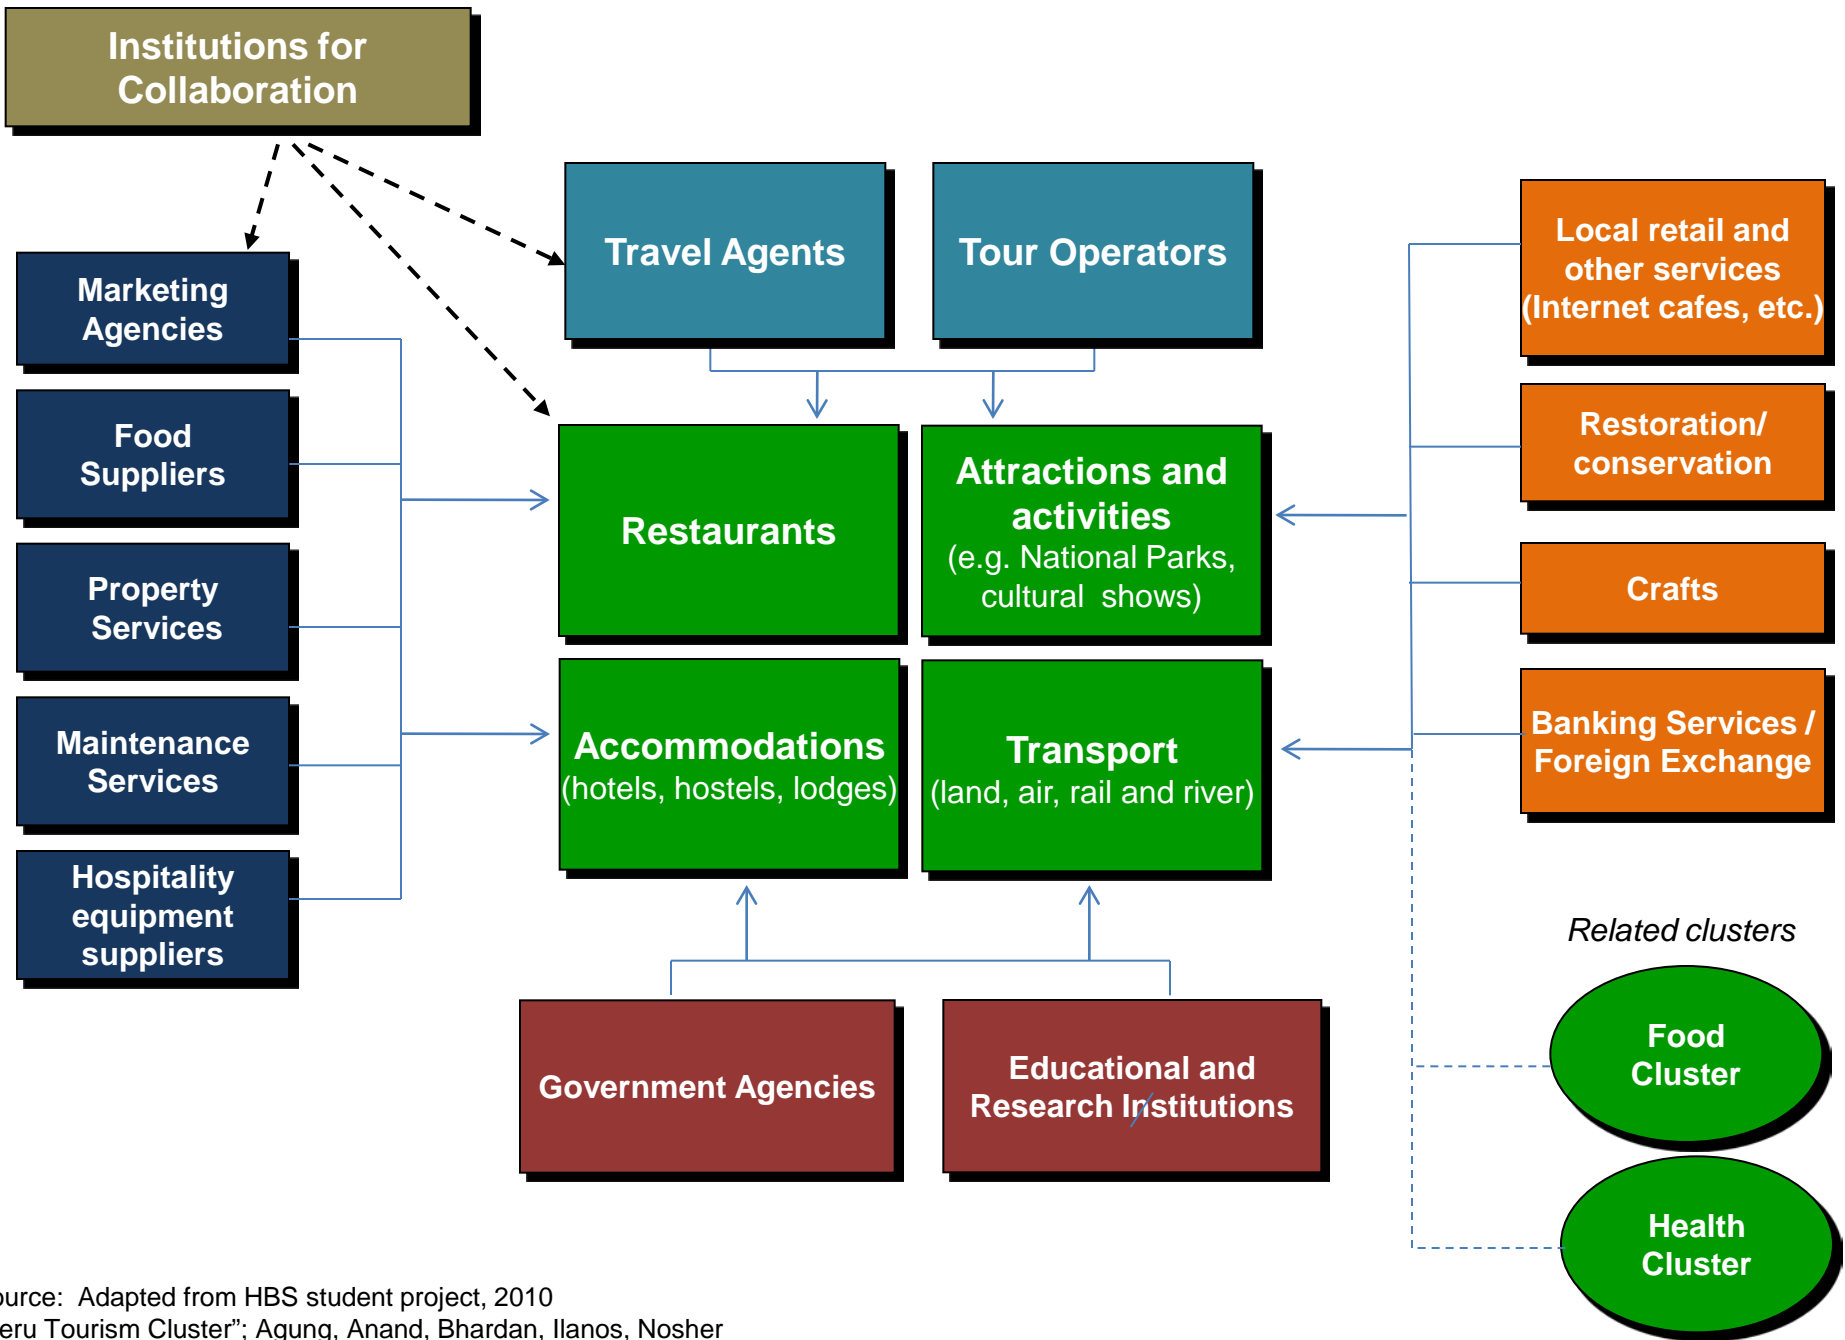 Institutions for
Collaboration
Travel Agents
Tour Operators
Local retail and
other services
(Internet cafes, etc.)
Marketing
Agencies
Food
Suppliers
Property
Services
Maintenance
Services
Hospitality
equipment
suppliers
Restaurants
Attractions and
activities
(e.g. National Parks,
cultural shows)
Accommodations
(hotels, hostels, lodges)
Transport
(land, air, rail and river)
Restoration/
conservation
Crafts
Banking Services /
Foreign Exchange
Government Agencies
Educational and
Research Institutions
Related clusters
Food
Cluster
Health
Cluster
ource: Adapted from HBS student project, 2010
eru Tourism Cluster”; Agung, Anand, Bhardan, Ilanos, Nosher